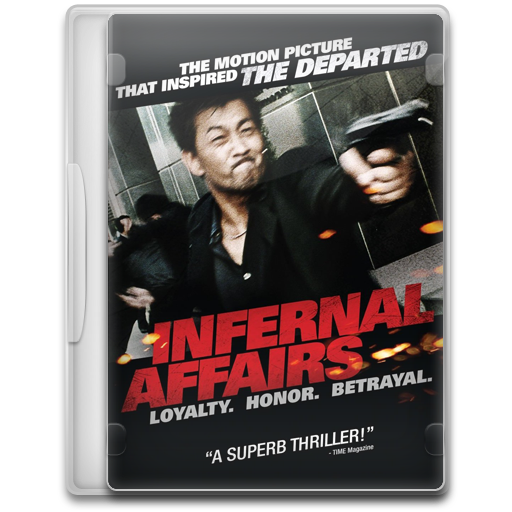 THE MOTION PICTURE
THAT INSPIRED THE DEPARTED
INFERNAL
AFFAIRS
LOYALTY. HONOR. BETRAYAL.
“A SUPERB THRILLER!”
- TIME Magazine